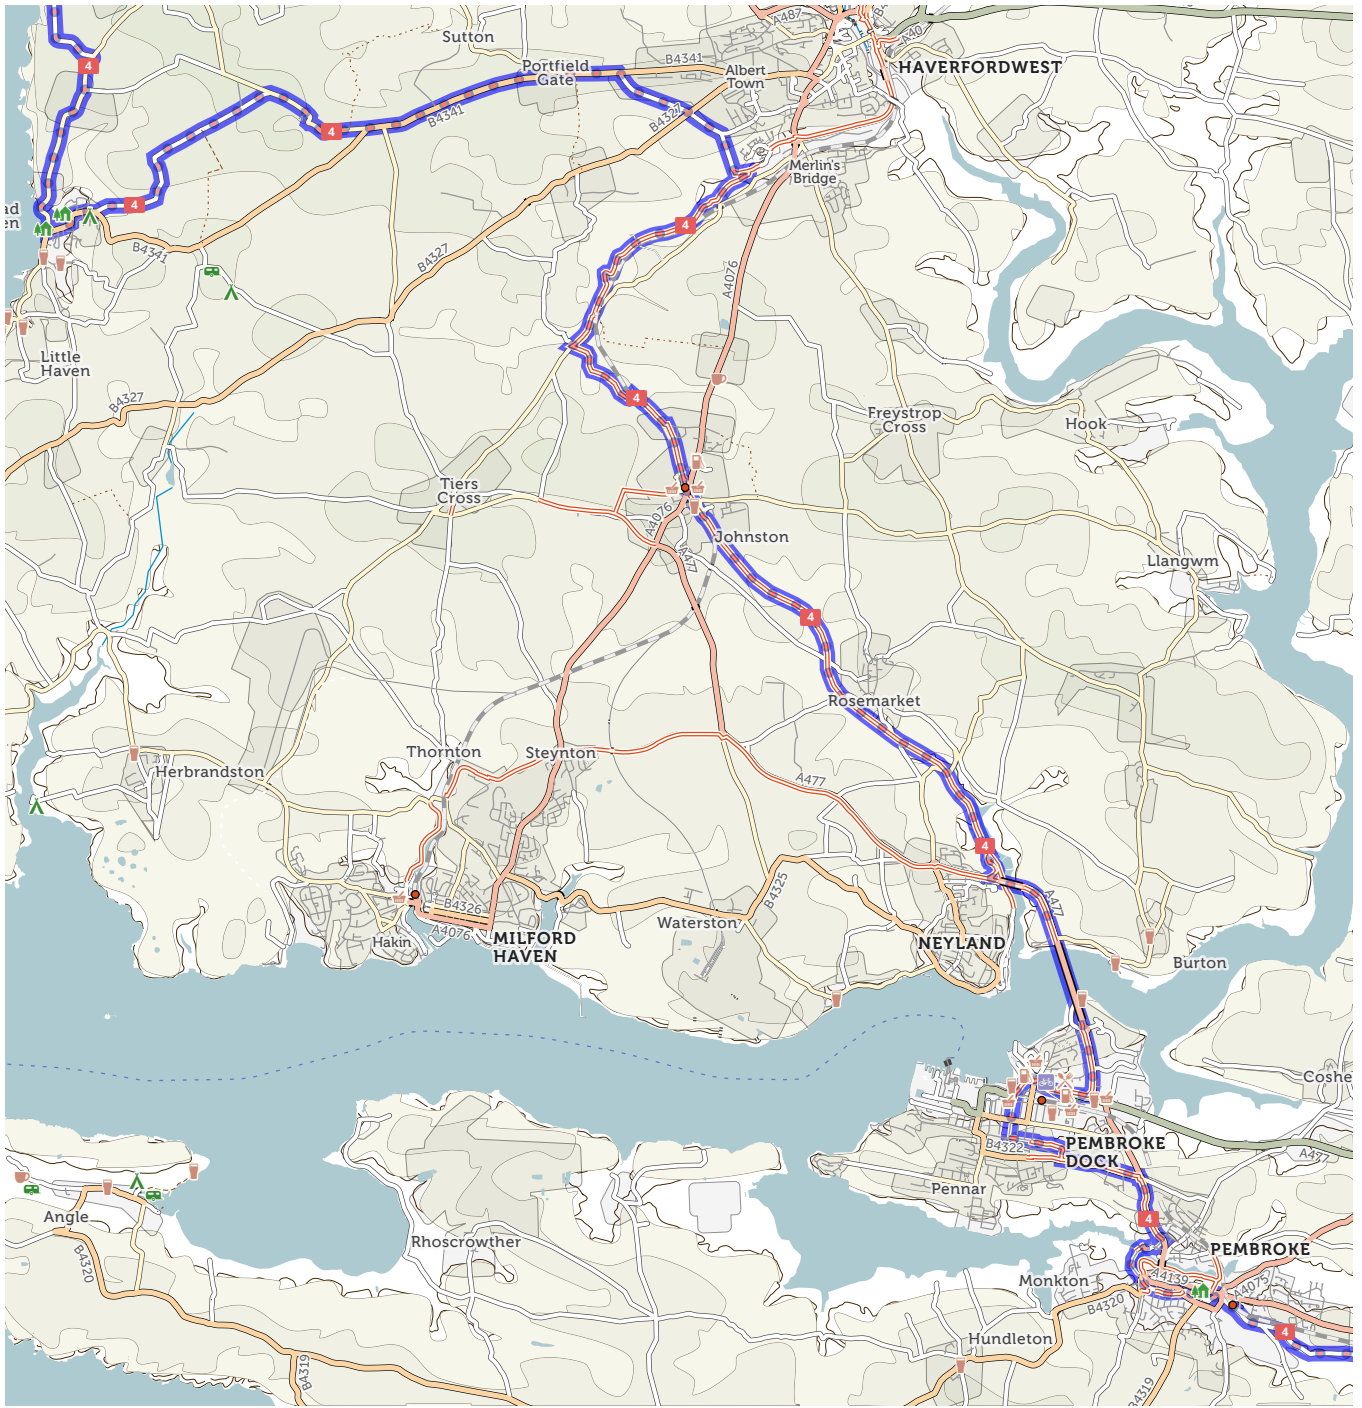 A487
A40
Sutton
4
Portfield
Gate
B4341
Albert
Town
HAVERFORDWEST
4
B4341
B4327
Merlin's
Bridge
4
4
B4341
B4327
A4076
Little
Haven
B4327
4
Freystrop
Cross
Hook
Tiers
Cross
A4076
Johnston
A477
Llangwm
4
Rosemarket
Thornton
Steynton
Herbrandston
A477
4
B4325
A477
B4326
A4076
Hakin
MILFORD
HAVEN
Waterston
NEYLAND
Burton
Coshe
PEMBROKE
DOCK
B4322
A477
Pennar
Angle
4
B4320
Rhoscrowther
PEMBROKE
Monkton
A4139
A4075
B4320
4
Hundleton
B4319
B4319